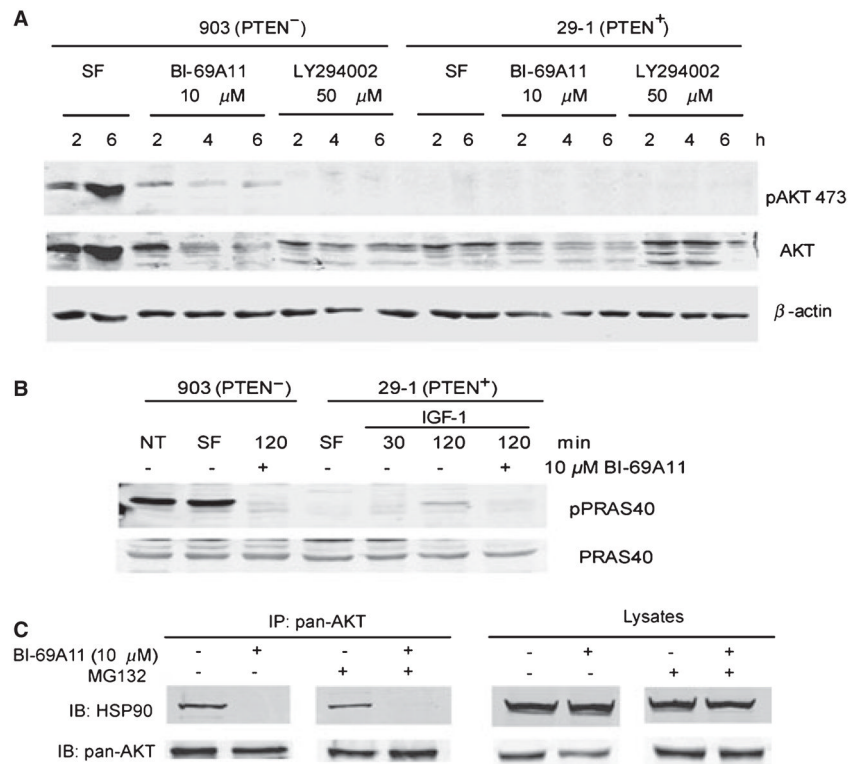 A
903 (PTEN⁻) 29-1 (PTEN⁺)
SF BI-69A11 LY294002 SF BI-69A11 LY294002
10 μM 50 μM 10 μM 50 μM
2 6 2 4 6 2 4 6 2 6 2 4 6 2 4 6 h
pAKT 473
AKT
β-actin
B
903 (PTEN⁻) 29-1 (PTEN⁺)
IGF-1
NT SF 120 SF 30 120 120 min
- - + - - - + 10 μM BI-69A11
pPRAS40
PRAS40
C
IP: pan-AKT Lysates
BI-69A11 (10 μM) - + - + - + - +
MG132 - - + + - - + +
IB: HSP90
IB: pan-AKT